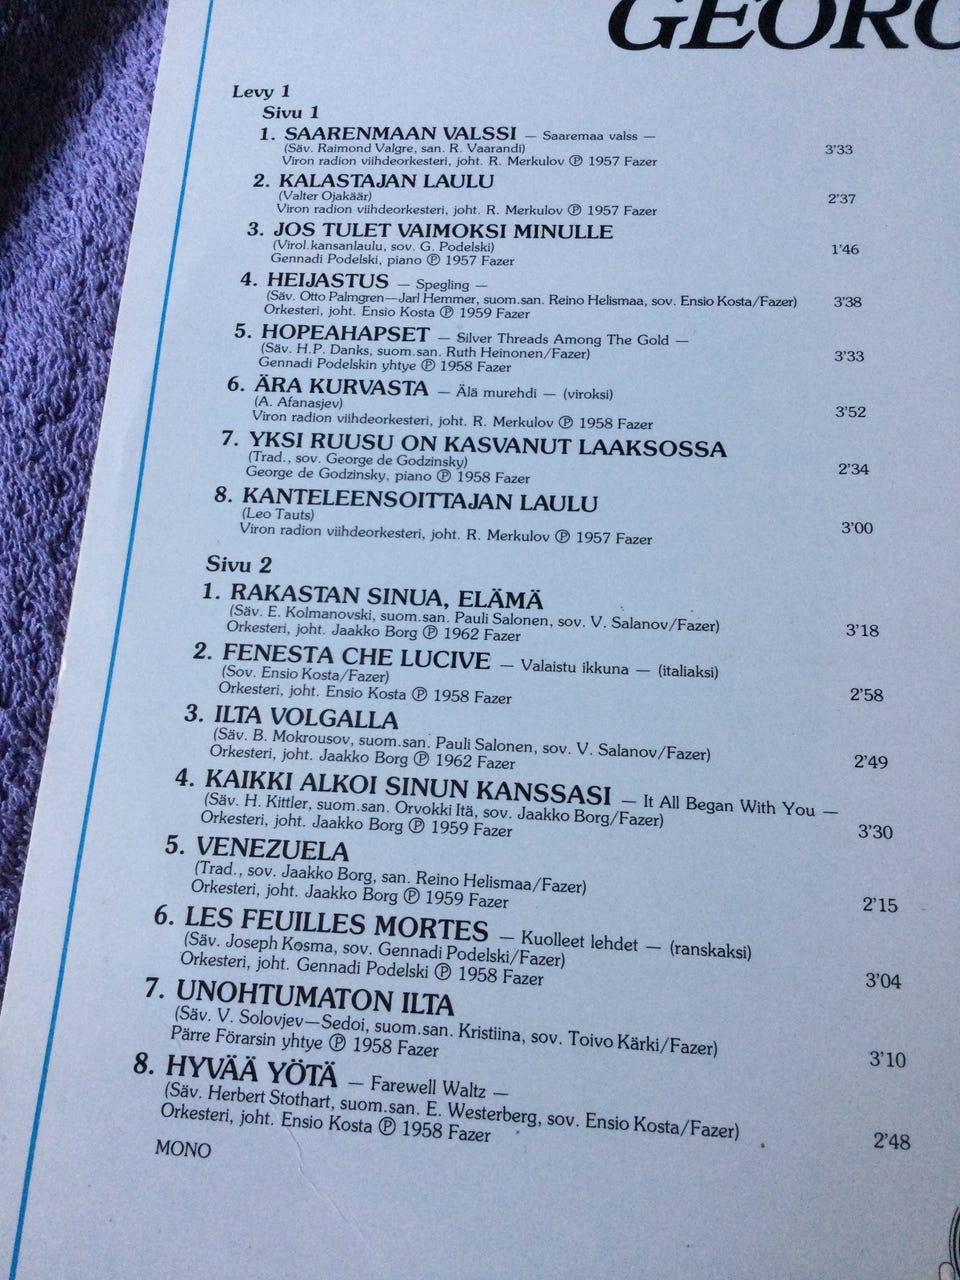 GEORG
Levy 1
Sivu 1
1. SAARENMAAN VALSSI — Saaremaa valss —
(Säv. Raimond Valgre, san. R. Vaarandi) 3'33
Viron radion viihdeorkesteri, joht. R. Merkulov ℗ 1957 Fazer
2. KALASTAJAN LAULU
(Valter Ojakäär) 2'37
Viron radion viihdeorkesteri, joht. R. Merkulov ℗ 1957 Fazer
3. JOS TULET VAIMOKSI MINULLE
(Virol.kansanlaulu, sov. G. Podelski) 1'46
Gennadi Podelski, piano ℗ 1957 Fazer
4. HEIJASTUS — Spegling —
(Säv. Otto Palmgren—Jarl Hemmer, suom.san. Reino Helismaa, sov. Ensio Kosta/Fazer) 3'38
Orkesteri, joht. Ensio Kosta ℗ 1959 Fazer
5. HOPEAHAPSET — Silver Threads Among The Gold —
(Säv. H.P. Danks, suom.san. Ruth Heinonen/Fazer) 3'33
Gennadi Podelskin yhtye ℗ 1958 Fazer
6. ÄRA KURVASTA — Älä murehdi — (viroksi)
(A. Afanasjev) 3'52
Viron radion viihdeorkesteri, joht. R. Merkulov ℗ 1958 Fazer
7. YKSI RUUSU ON KASVANUT LAAKSOSSA
(Trad., sov. George de Godzinsky) 2'34
George de Godzinsky, piano ℗ 1958 Fazer
8. KANTELEENSOITTAJAN LAULU
(Leo Tauts) 3'00
Viron radion viihdeorkesteri, joht. R. Merkulov ℗ 1957 Fazer
Sivu 2
1. RAKASTAN SINUA, ELÄMÄ
(Säv. E. Kolmanovski, suom.san. Pauli Salonen, sov. V. Salanov/Fazer) 3'18
Orkesteri, joht. Jaakko Borg ℗ 1962 Fazer
2. FENESTA CHE LUCIVE — Valaistu ikkuna — (italiaksi)
(Sov. Ensio Kosta/Fazer) 2'58
Orkesteri, joht. Ensio Kosta ℗ 1958 Fazer
3. ILTA VOLGALLA
(Säv. B. Mokrousov, suom.san. Pauli Salonen, sov. V. Salanov/Fazer) 2'49
Orkesteri, joht. Jaakko Borg ℗ 1962 Fazer
4. KAIKKI ALKOI SINUN KANSSASI — It All Began With You —
(Säv. H. Kittler, suom.san. Orvokki Itä, sov. Jaakko Borg/Fazer) 3'30
Orkesteri, joht. Jaakko Borg ℗ 1959 Fazer
5. VENEZUELA
(Trad., sov. Jaakko Borg, san. Reino Helismaa/Fazer) 2'15
Orkesteri, joht. Jaakko Borg ℗ 1959 Fazer
6. LES FEUILLES MORTES — Kuolleet lehdet — (ranskaksi)
(Säv. Joseph Kosma, sov. Gennadi Podelski/Fazer) 3'04
Orkesteri, joht. Gennadi Podelski ℗ 1958 Fazer
7. UNOHTUMATON ILTA
(Säv. V. Solovjev—Sedoi, suom.san. Kristiina, sov. Toivo Kärki/Fazer) 3'10
Pärre Förarsin yhtye ℗ 1958 Fazer
8. HYVÄÄ YÖTÄ — Farewell Waltz —
(Säv. Herbert Stothart, suom.san. E. Westerberg, sov. Ensio Kosta/Fazer) 2'48
Orkesteri, joht. Ensio Kosta ℗ 1958 Fazer
MONO